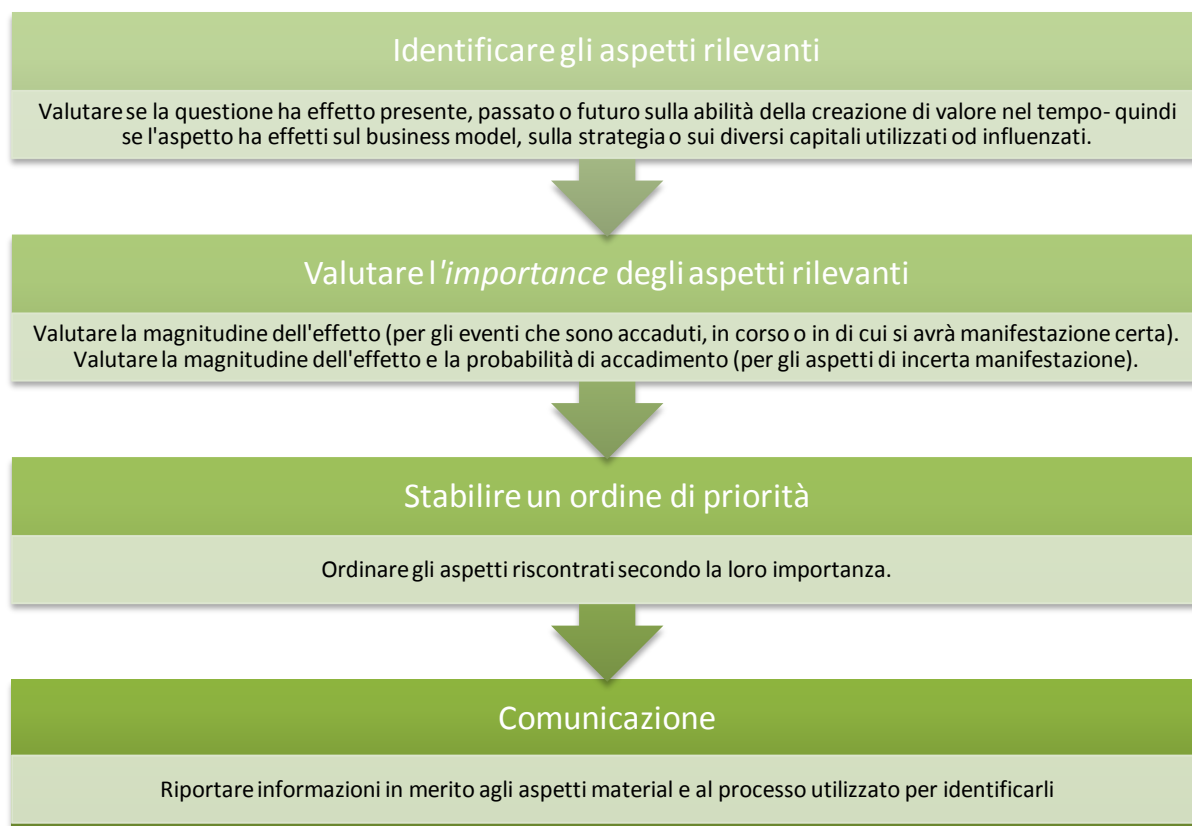 Identificare gli aspetti rilevanti
Valutare se la questione ha effetto presente, passato o futuro sulla abilità della creazione di valore nel tempo- quindi
se l'aspetto ha effetti sul business model, sulla strategia o sui diversi capitali utilizzati od influenzati.
Valutare l'importance degli aspetti rilevanti
Valutare la magnitudine dell'effetto (per gli eventi che sono accaduti, in corso o in di cui si avrà manifestazione certa).
Valutare la magnitudine dell'effetto e la probabilità di accadimento (per gli aspetti di incerta manifestazione).
Stabilire un ordine di priorità
Ordinare gli aspetti riscontrati secondo la loro importanza.
Comunicazione
Riportare informazioni in merito agli aspetti material e al processo utilizzato per identificarli